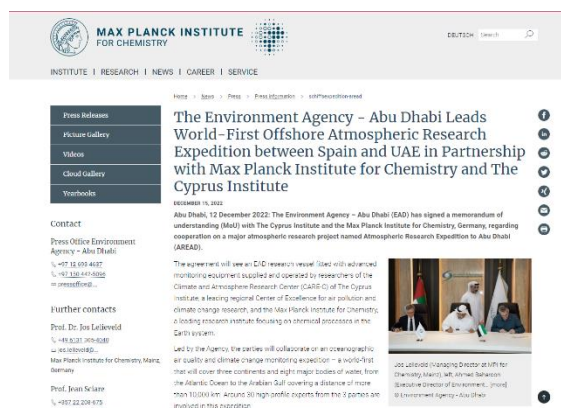 MAX PLANCK INSTITUTE
FOR CHEMISTRY
DEUTSCH Search
INSTITUTE | RESEARCH | NEWS | CAREER | SERVICE
Home > News > Press > Press information >
Press Releases
Picture Gallery
Videos
Cloud Gallery
Yearbooks
Contact
Press Office Environment
Agency - Abu Dhabi
Further contacts
Prof. Dr. Jos Lelieveld
Max Planck Institute for Chemistry, Mainz,
Germany
Prof. Jean Sciare
+357 22 208-675
The Environment Agency - Abu Dhabi Leads
World-First Offshore Atmospheric Research
Expedition between Spain and UAE in Partnership
with Max Planck Institute for Chemistry and The
Cyprus Institute
DECEMBER 15, 2022
Abu Dhabi, 12 December 2022: The Environment Agency – Abu Dhabi (EAD) has signed a memorandum of
understanding (MoU) with The Cyprus Institute and the Max Planck Institute for Chemistry, Germany, regarding
cooperation on a major atmospheric research project named Atmospheric Research Expedition to Abu Dhabi
(AREAD).
The agreement will see an EAD research vessel fitted with advanced
monitoring equipment supplied and operated by researchers of the
Climate and Atmosphere Research Center (CARE-C) of The Cyprus
Institute, a leading regional Center of Excellence for air pollution and
climate change research, and the Max Planck Institute for Chemistry,
a leading research institute focusing on chemical processes in the
Earth system.
Led by the Agency, the parties will collaborate on an oceanographic
air quality and climate change monitoring expedition – a world-first
that will cover three continents and eight major bodies of water, from
the Atlantic Ocean to the Arabian Gulf covering a distance of more
than 10,000 km. Around 30 high-profile experts from the 3 parties are
involved in this expedition
Jos Lelieveld (Managing Director at MPI for
Chemistry, Mainz), left, Ahmed Baharoon
(Executive Director of Environment... [more]
© Environment Agency - Abu Dhabi